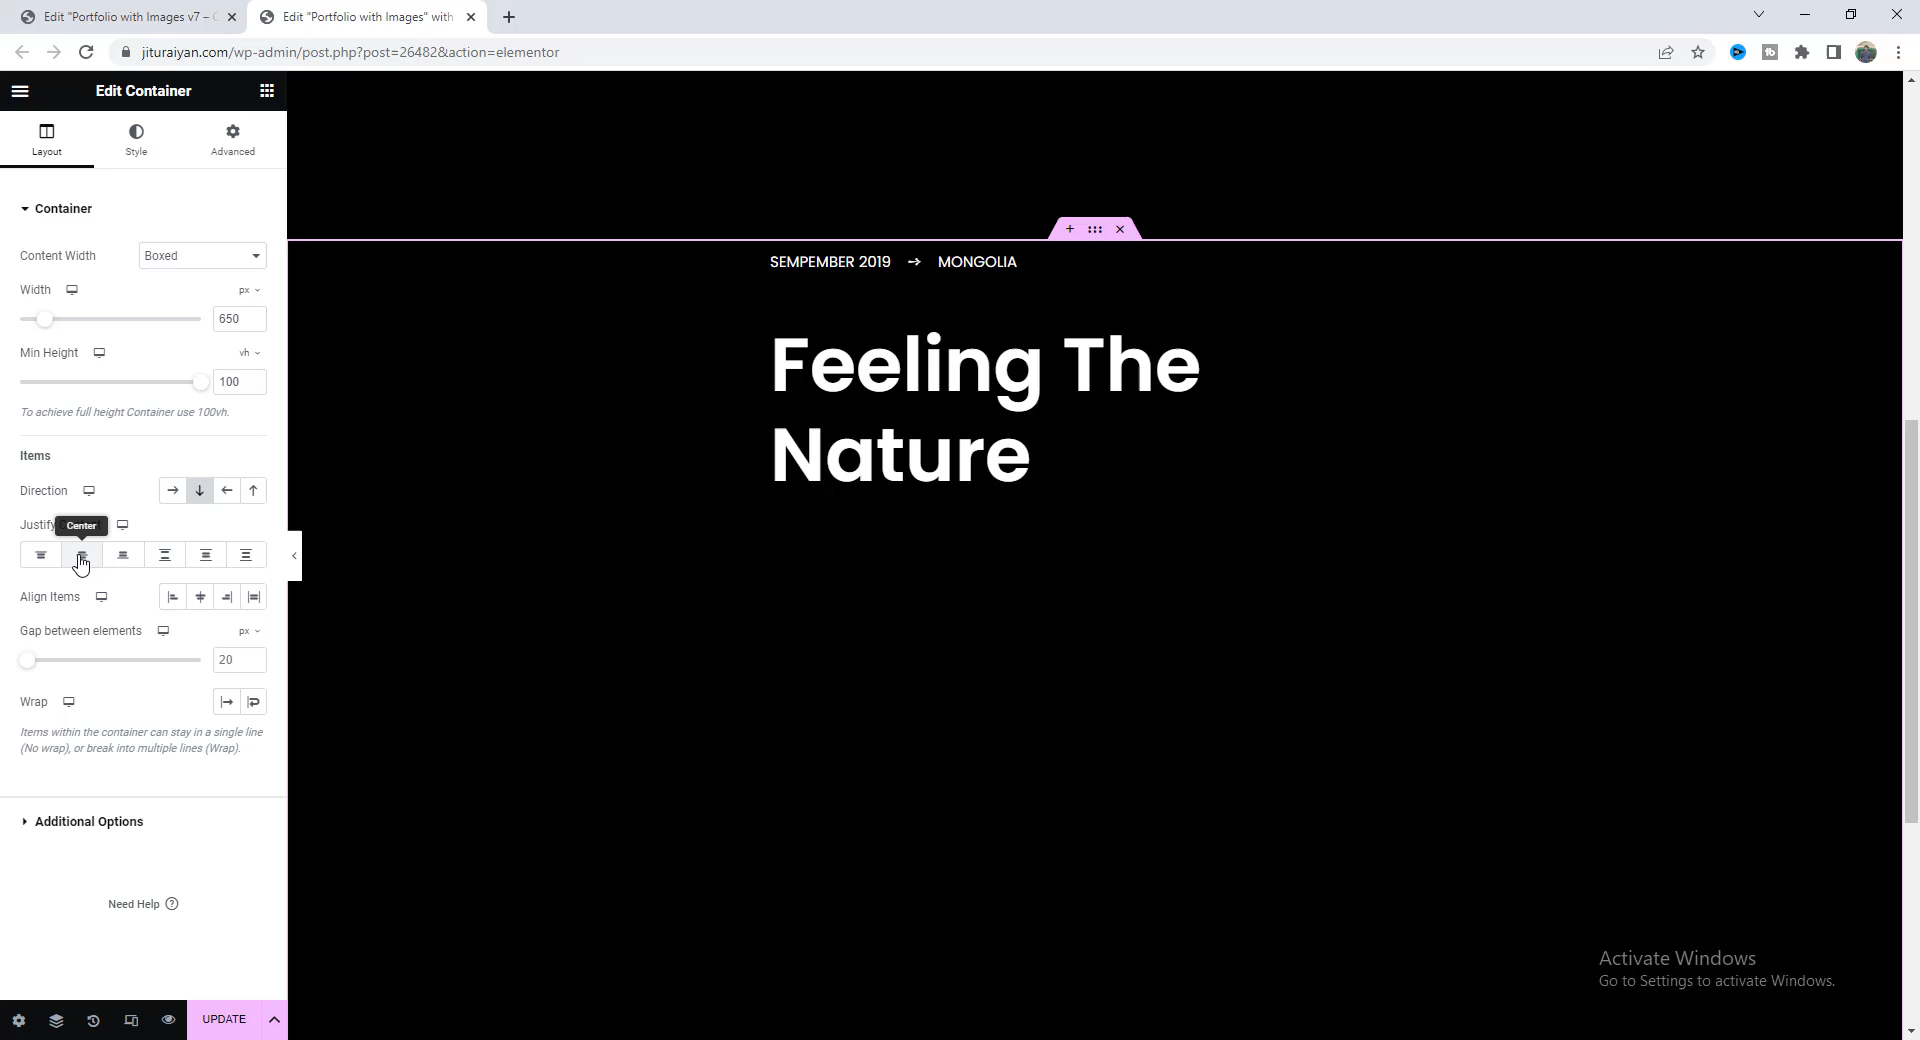 Edit "Portfolio with Images v7 – C
Edit "Portfolio with Images" with
jituraiyan.com/wp-admin/post.php?post=26482&action=elementor
Edit Container
Layout
Style
Advanced
Container
Content Width
Boxed
Width
px
650
Min Height
vh
100
To achieve full height Container use 100vh.
Items
Direction
Justify
Center
Align Items
Gap between elements
px
20
Wrap
Items within the container can stay in a single line
(No wrap), or break into multiple lines (Wrap).
Additional Options
Need Help ?
UPDATE
SEMPEMBER 2019 → MONGOLIA
Feeling The
Nature
Activate Windows
Go to Settings to activate Windows.